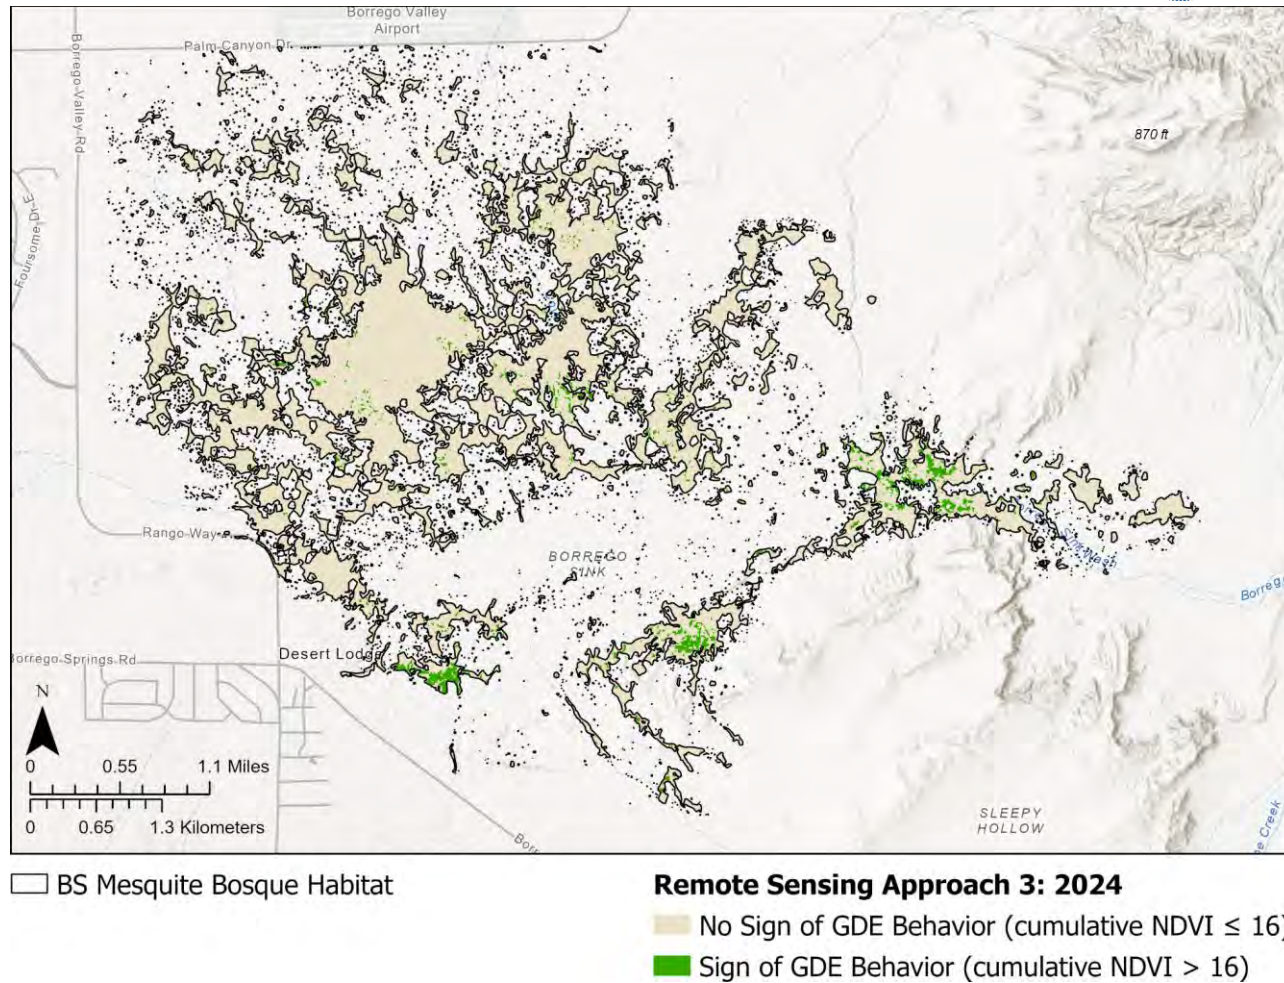 Borrego Valley
Airport
Palm Canyon Dr
Borrego Valley Rd
870 ft
Foursome Dr E
Rango Way
BORREGO
SINK
Borreg
Desert Lodge
Borrego Springs Rd
N
0 0.55 1.1 Miles
0 0.65 1.3 Kilometers
SLEEPY
HOLLOW
Borr
e Creek
BS Mesquite Bosque Habitat
Remote Sensing Approach 3: 2024
No Sign of GDE Behavior (cumulative NDVI ≤ 16)
Sign of GDE Behavior (cumulative NDVI > 16)